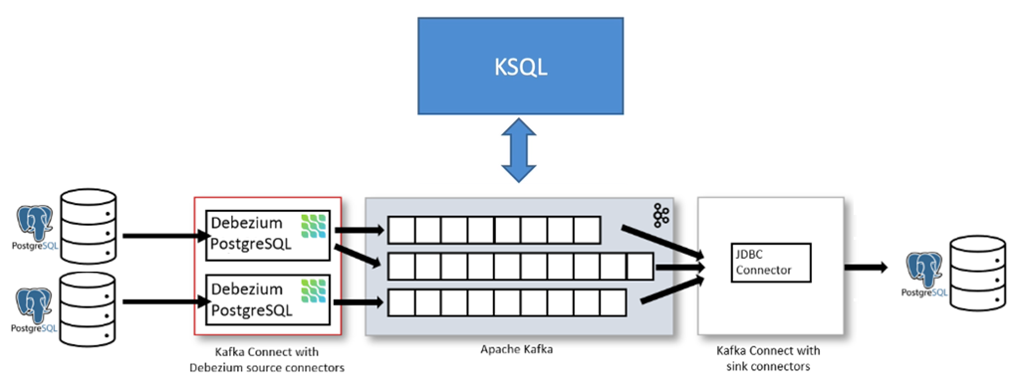 KSQL
PostgreSQL
PostgreSQL
Debezium
PostgreSQL
Debezium
PostgreSQL
JDBC
Connector
PostgreSQL
Kafka Connect with
Debezium source connectors
Apache Kafka
Kafka Connect with
sink connectors